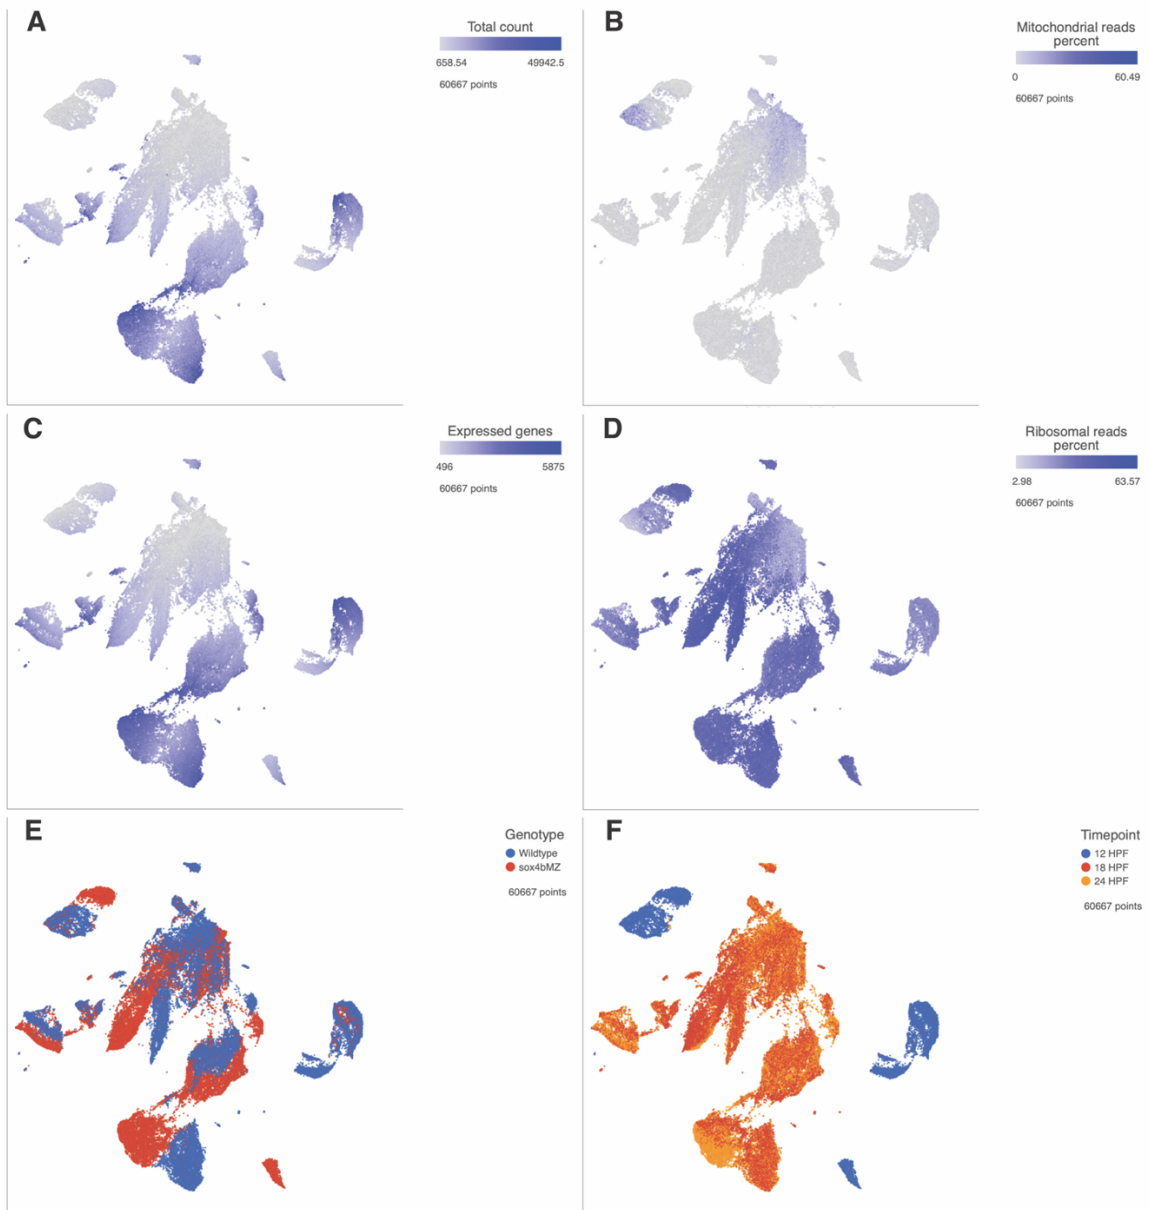 A
Total count
658.54 49942.5
60667 points
B
Mitochondrial reads
percent
0 60.49
60667 points
C
Expressed genes
496 5875
60667 points
D
Ribosomal reads
percent
2.98 63.57
60667 points
E
Genotype
Wildtype
sox4bMZ
60667 points
F
Timepoint
12 HPF
18 HPF
24 HPF
60667 points